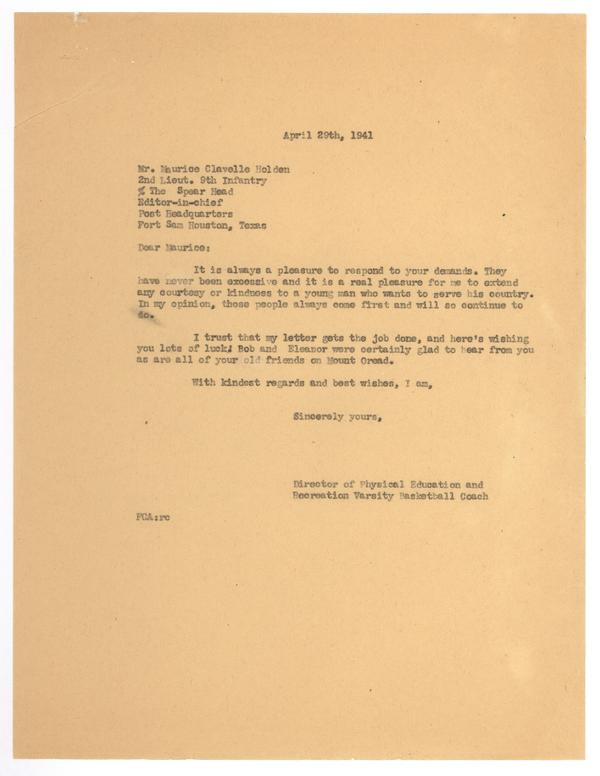 April 29th, 1941
Mr. Maurice Clavelle Holden
2nd Lieut. 9th Infantry
% The Spear Head
Editor-in-chief
Post Headquarters
Fort Sam Houston, Texas
Dear Maurice:
It is always a pleasure to respond to your demands. They
have never been excessive and it is a real pleasure for me to extend
any courtesy or kindness to a young man who wants to serve his country.
In my opinion, these people always come first and will so continue to
do.
I trust that my letter gets the job done, and here's wishing
you lots of luck! Bob and Eleanor were certainly glad to hear from you
as are all of your old friends on Mount Oread.
With kindest regards and best wishes, I am,
Sincerely yours,
Director of Physical Education and
Recreation Varsity Basketball Coach
FCA:rc